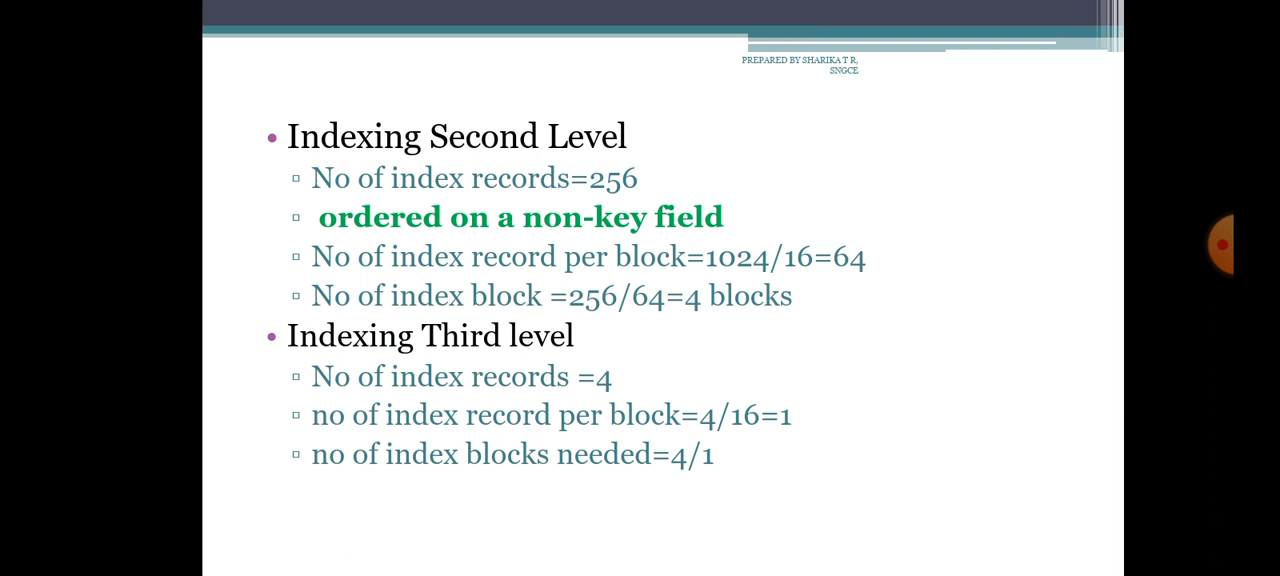 PREPARED BY SHARIKA T R,
SNGCE
• Indexing Second Level
▫ No of index records=256
▫ ordered on a non-key field
▫ No of index record per block=1024/16=64
▫ No of index block =256/64=4 blocks
• Indexing Third level
▫ No of index records =4
▫ no of index record per block=4/16=1
▫ no of index blocks needed=4/1